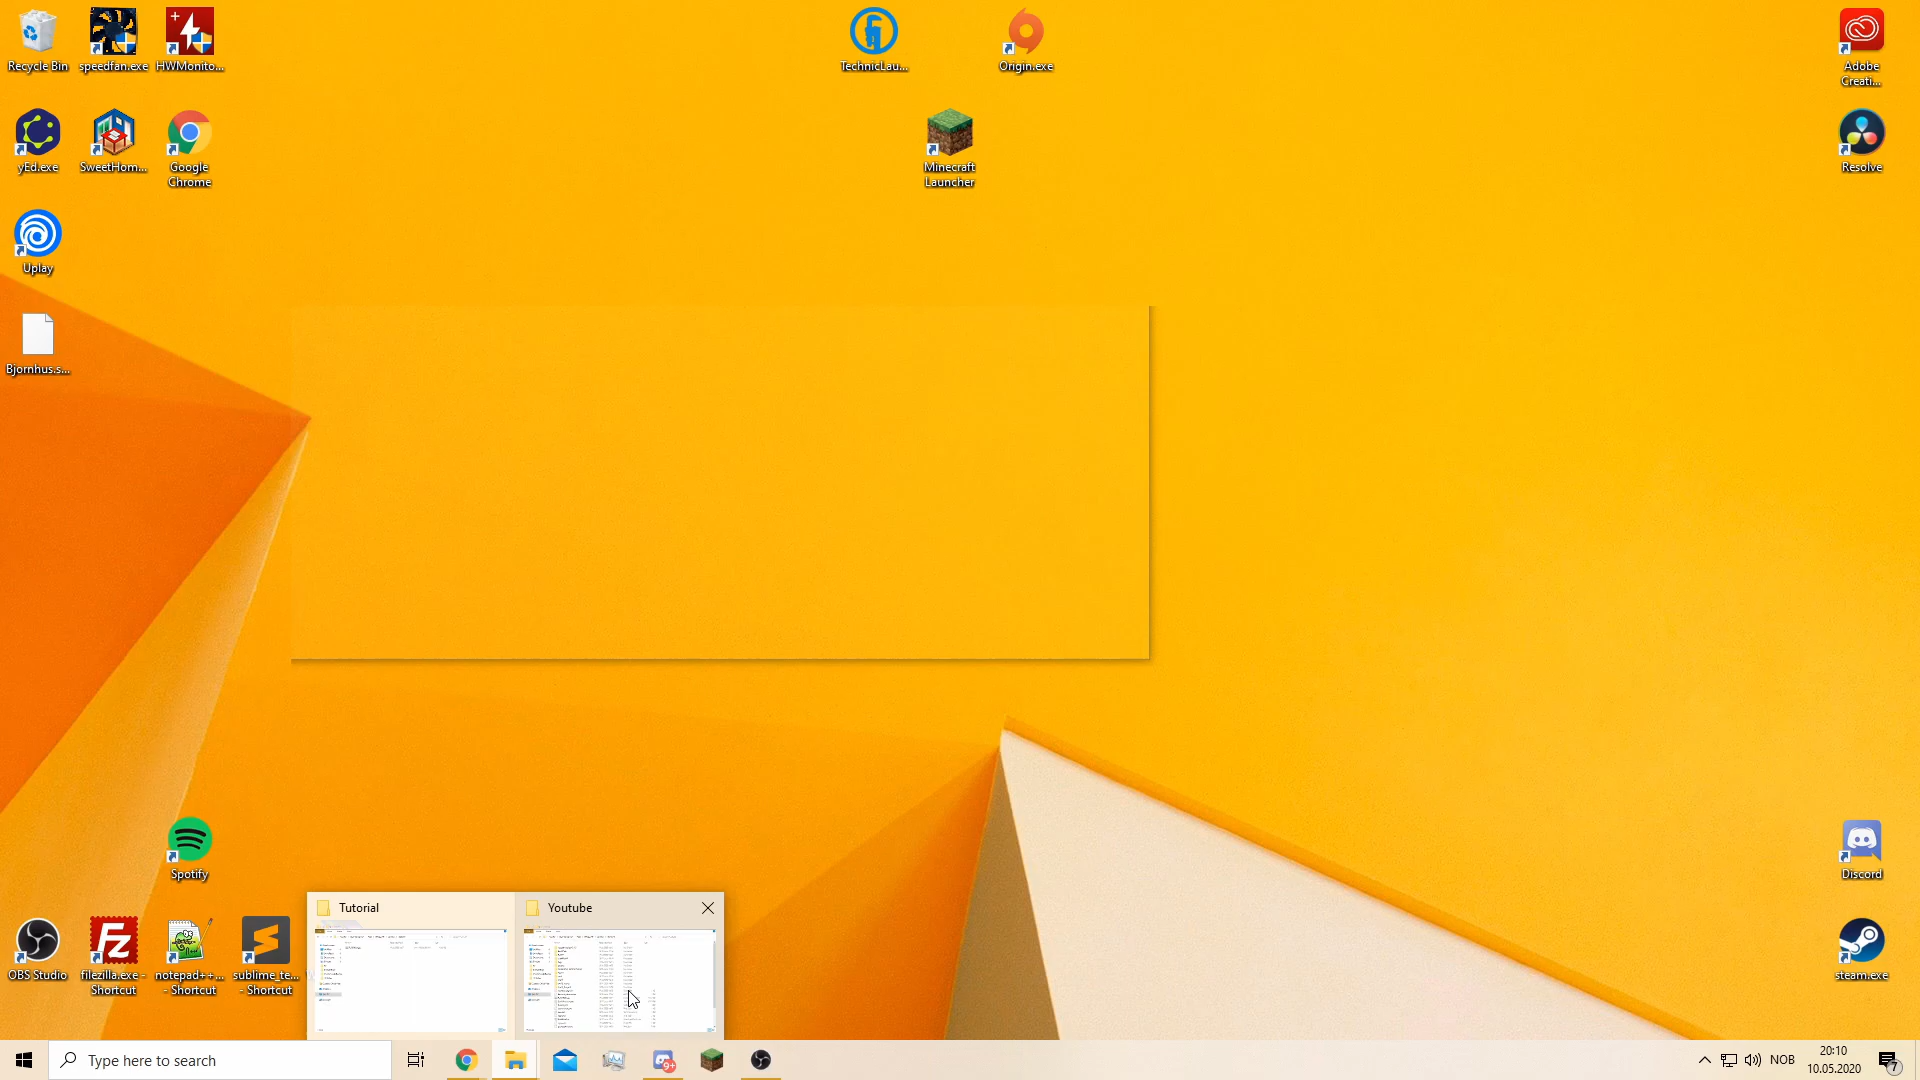 Recycle Bin
speedfan.exe
HWMonito...
TechnicLau...
Origin.exe
Adobe
Creati...
yEd.exe
SweetHom...
Google
Chrome
Minecraft
Launcher
Resolve
Uplay
Bjornhus.s...
Spotify
Discord
Tutorial
Youtube
OBS Studio
filezilla.exe -
Shortcut
notepad++...
- Shortcut
sublime_te...
- Shortcut
steam.exe
Type here to search
9+
NOB
20:10
10.05.2020
7